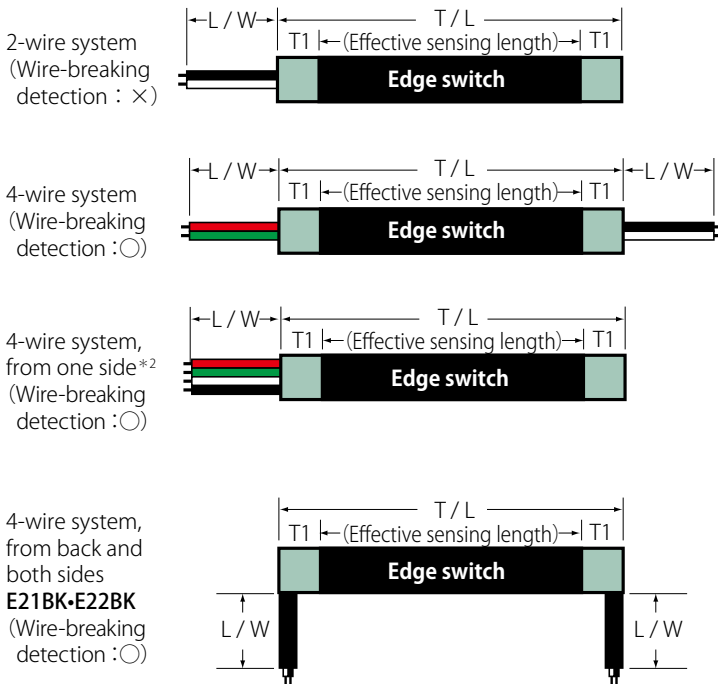 L / W
T / L
T1 (Effective sensing length) T1
2-wire system
(Wire-breaking
detection：×)
Edge switch
L / W
T / L
L / W
T1 (Effective sensing length) T1
4-wire system
(Wire-breaking
detection：○)
Edge switch
L / W
T / L
T1 (Effective sensing length) T1
4-wire system,
from one side*2
(Wire-breaking
detection：○)
Edge switch
T / L
T1 (Effective sensing length) T1
4-wire system,
from back and
both sides
E21BK•E22BK
(Wire-breaking
detection：○)
Edge switch
L / W
L / W